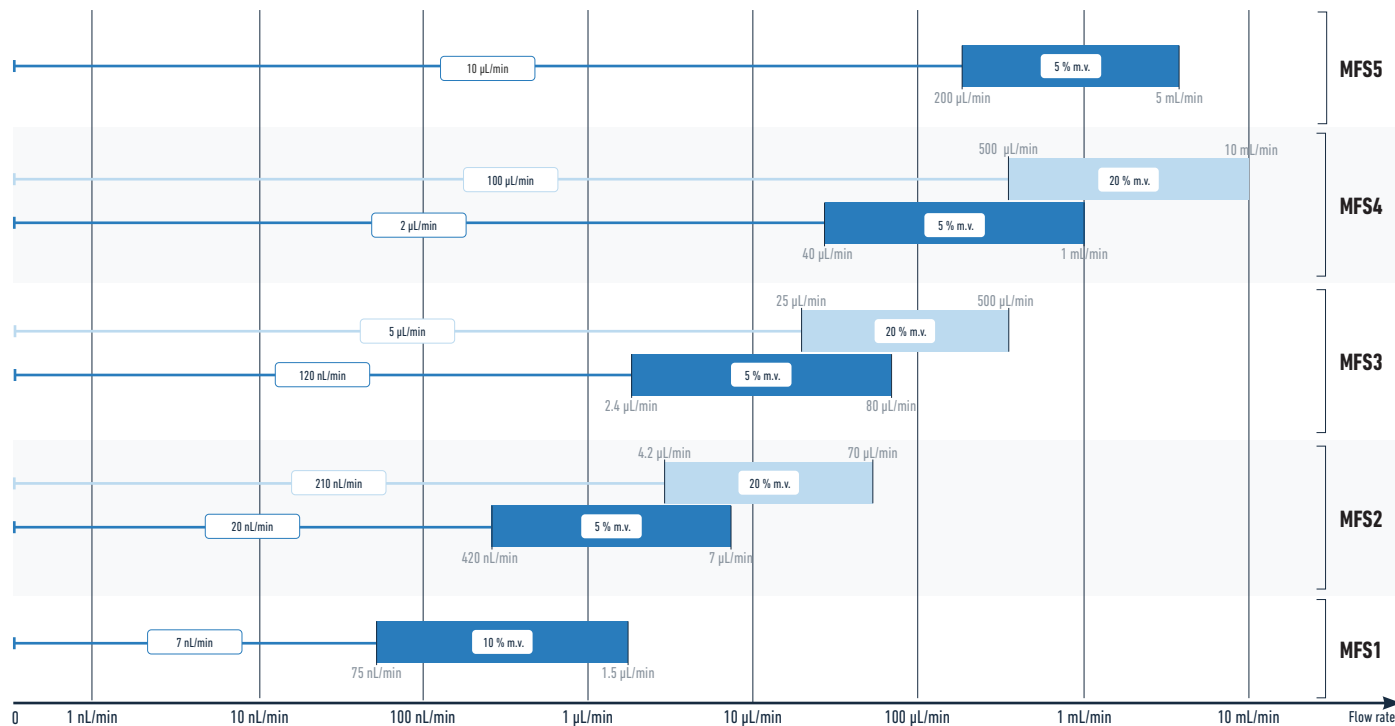 10 µL/min
5 % m.v.
200 µL/min
5 mL/min
MFS5
500 µL/min
10 mL/min
100 µL/min
20 % m.v.
2 µL/min
5 % m.v.
40 µL/min
1 mL/min
MFS4
25 µL/min
500 µL/min
5 µL/min
20 % m.v.
120 nL/min
5 % m.v.
2.4 µL/min
80 µL/min
MFS3
4.2 µL/min
70 µL/min
210 nL/min
20 % m.v.
20 nL/min
5 % m.v.
420 nL/min
7 µL/min
MFS2
7 nL/min
10 % m.v.
75 nL/min
1.5 µL/min
MFS1
0
1 nL/min
10 nL/min
100 nL/min
1 µL/min
10 µL/min
100 µL/min
1 mL/min
10 mL/min
Flow rate